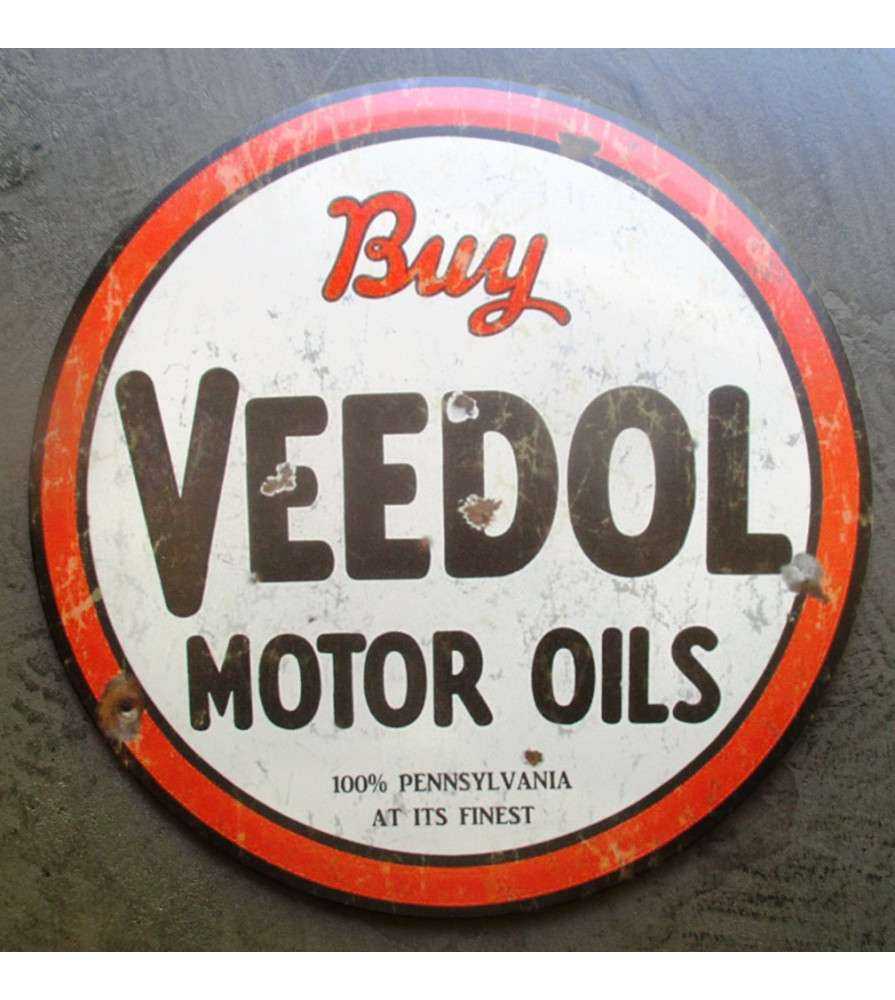 Buy
VEEDOL
MOTOR OILS
100% PENNSYLVANIA
AT ITS FINEST